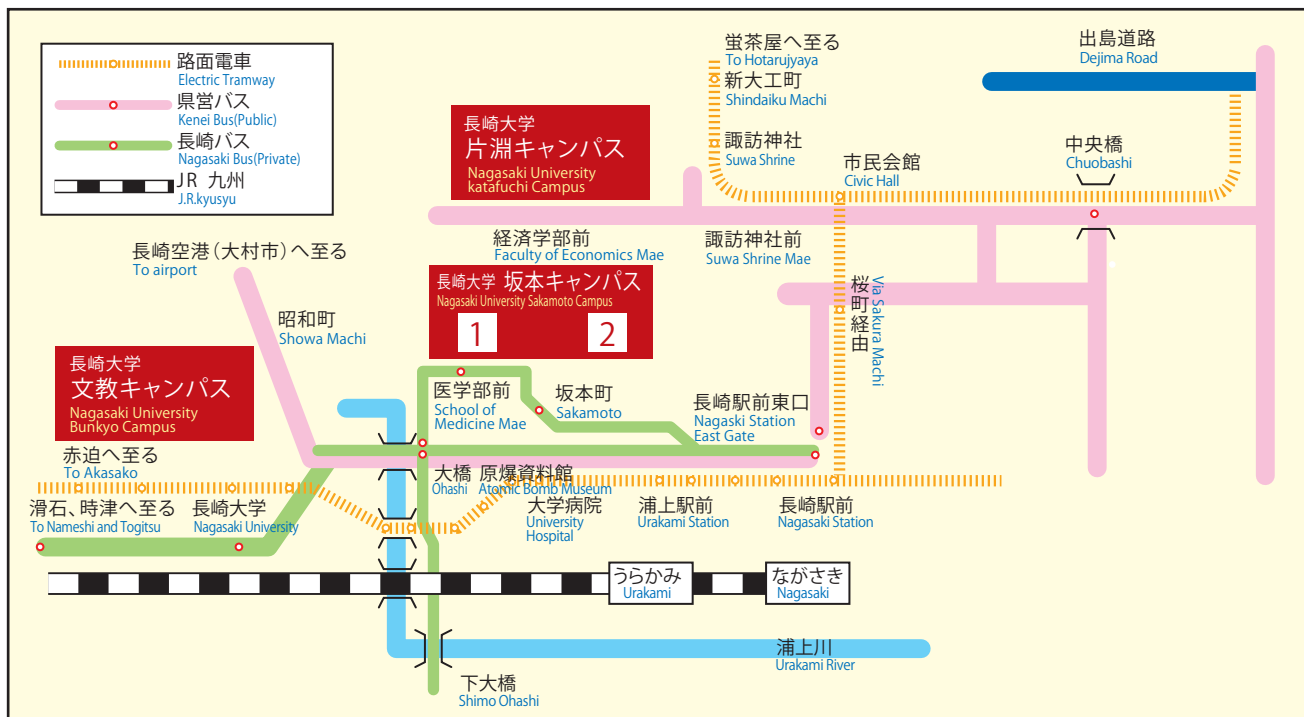 路面電車
Electric Tramway
県営バス
Kenei Bus(Public)
長崎バス
Nagasaki Bus(Private)
JR 九州
J.R.kyusyu
蛍茶屋へ至る
To Hotarujyaya
新大工町
Shindaiku Machi
諏訪神社
Suwa Shrine
市民会館
Civic Hall
出島道路
Dejima Road
中央橋
Chuobashi
長崎大学
片淵キャンパス
Nagasaki University
katafuchi Campus
経済学部前
Faculty of Economics Mae
諏訪神社前
Suwa Shrine Mae
長崎空港(大村市)へ至る
To airport
長崎大学 坂本キャンパス
Nagasaki University Sakamoto Campus
1
2
桜町経由
Via Sakura Machi
昭和町
Showa Machi
長崎大学
文教キャンパス
Nagasaki University
Bunkyo Campus
医学部前
School of
Medicine Mae
坂本町
Sakamoto
長崎駅前東口
Nagaski Station
East Gate
赤迫へ至る
To Akasako
大橋
Ohashi
原爆資料館
Atomic Bomb Museum
滑石、時津へ至る
To Nameshi and Togitsu
長崎大学
Nagasaki University
大学病院
University
Hospital
浦上駅前
Urakami Station
長崎駅前
Nagasaki Station
うらかみ
Urakami
ながさき
Nagasaki
浦上川
Urakami River
下大橋
Shimo Ohashi